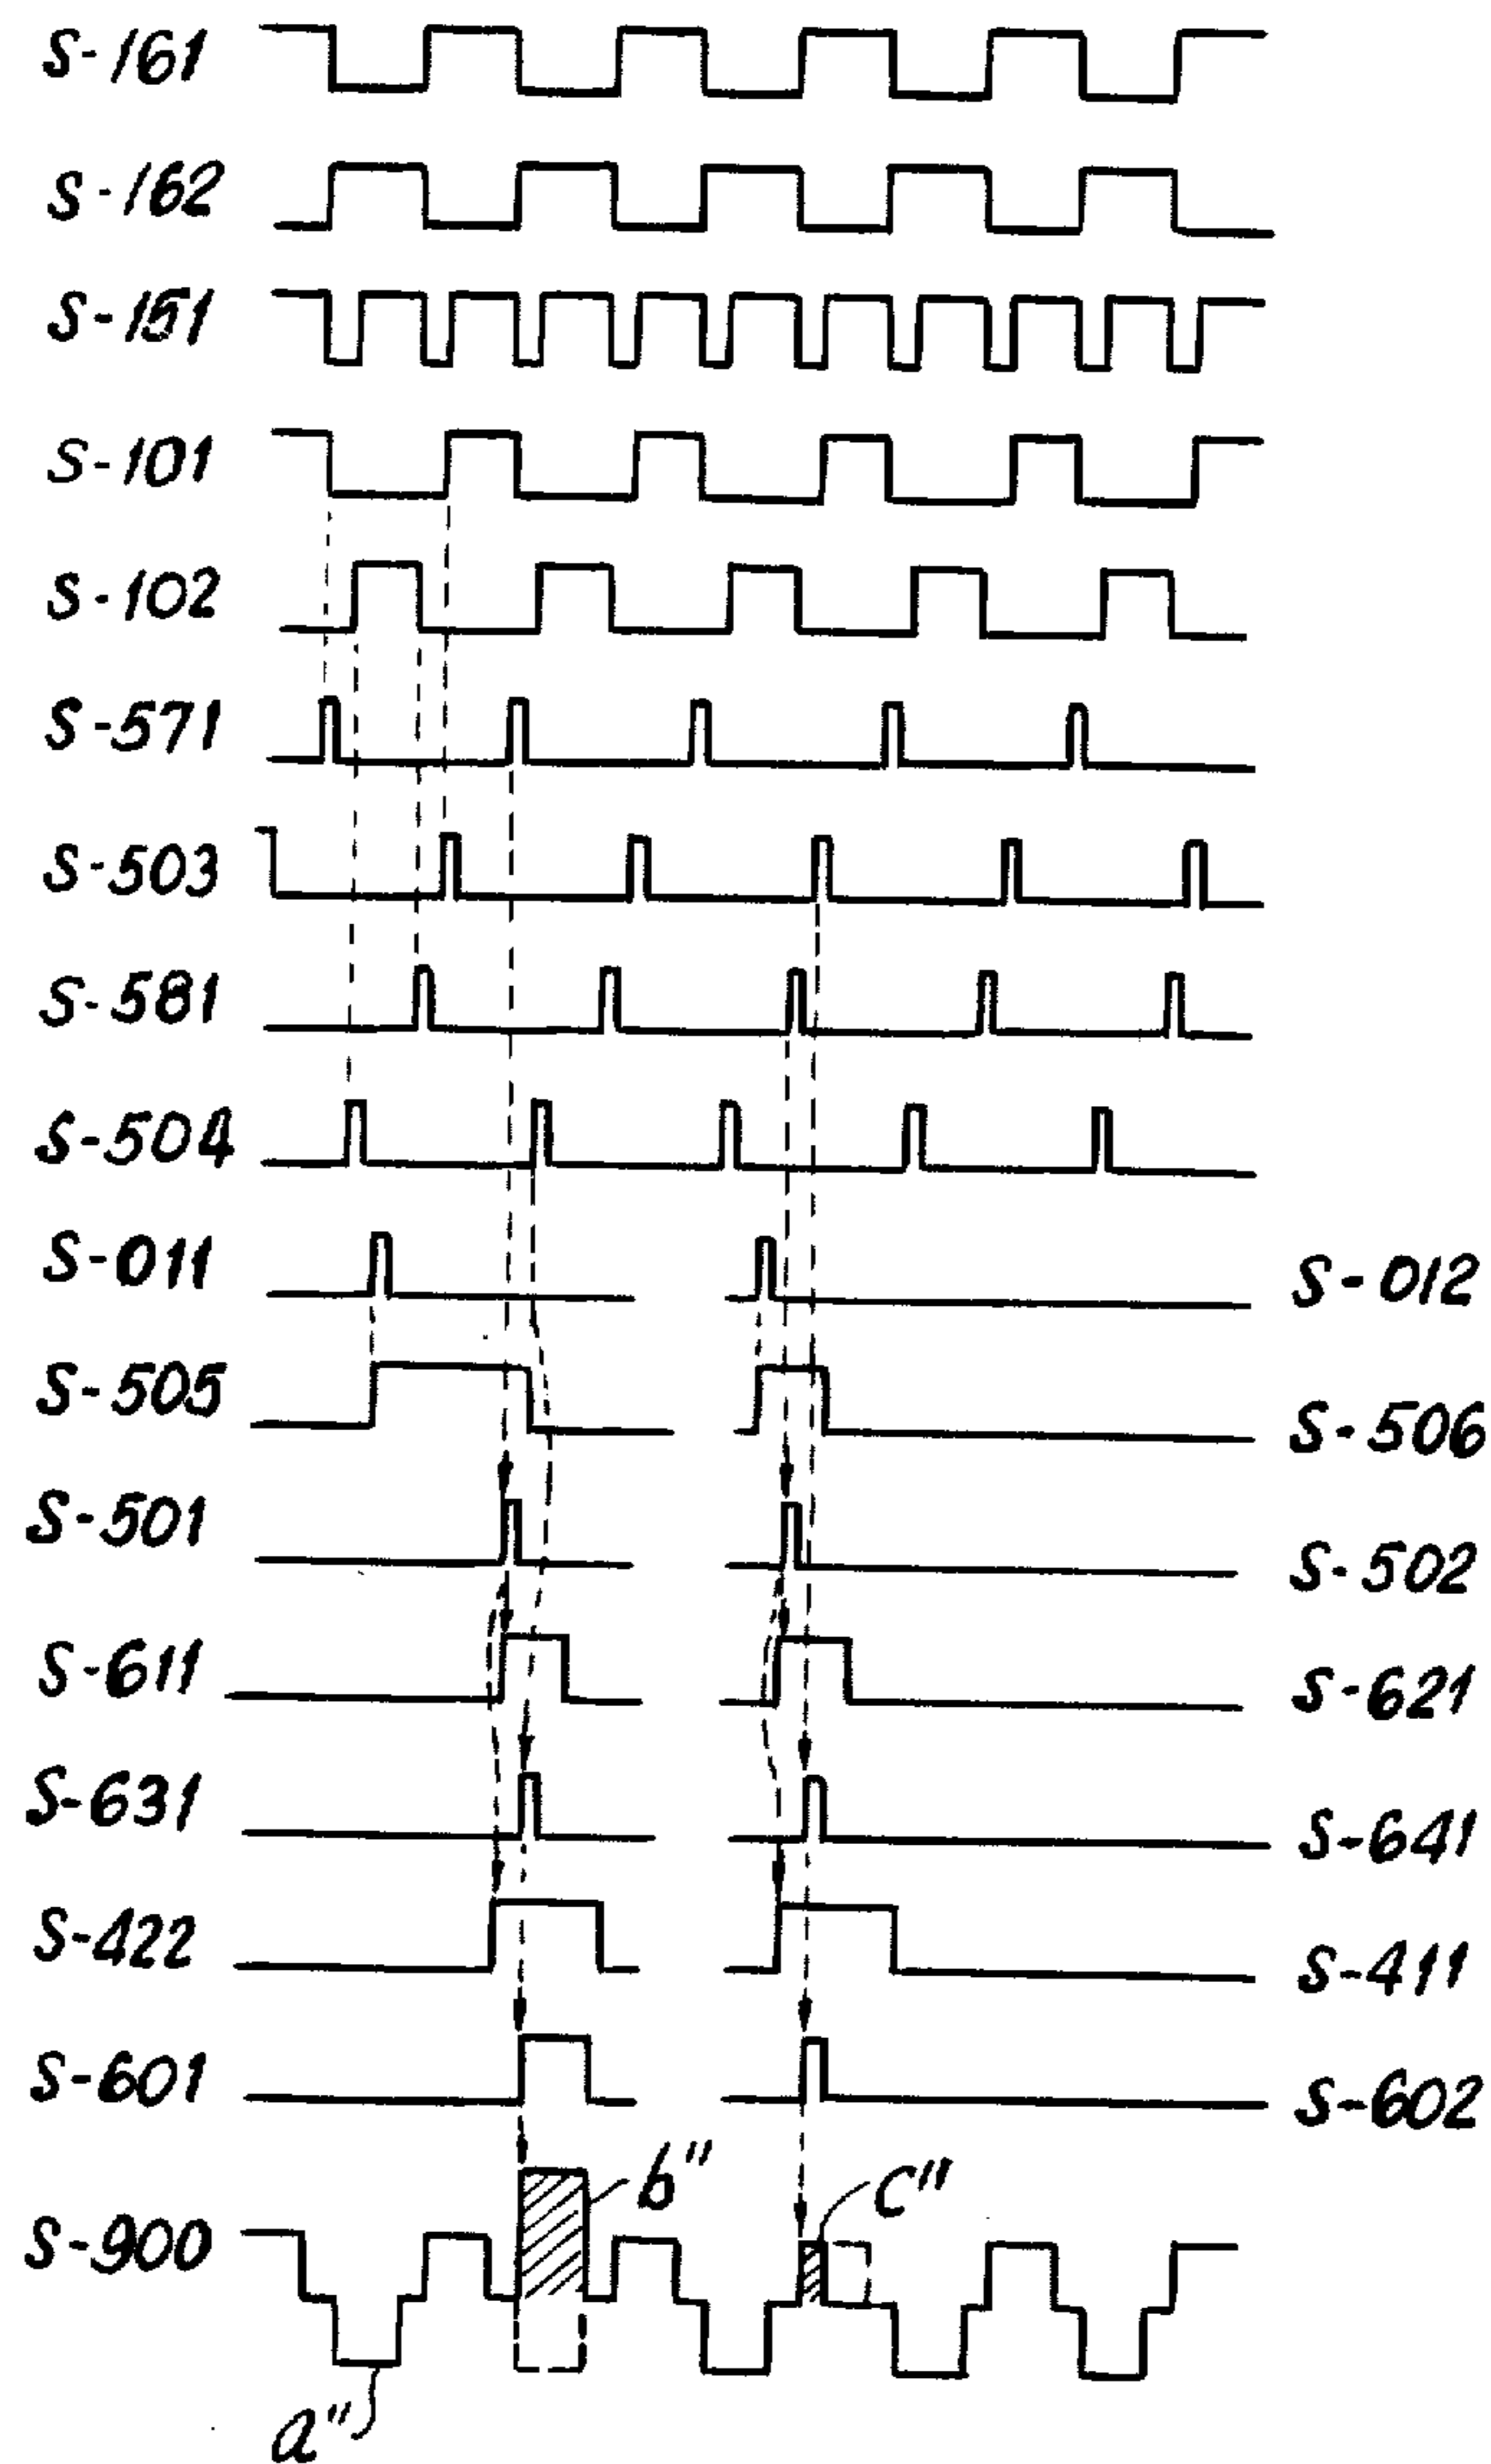 S-161
S-162
S-151
S-101
S-102
S-571
S-503
S-581
S-504
S-011 S-012
S-505 S-506
S-501 S-502
S-611 S-621
S-631 S-641
S-422 S-411
S-601 S-602
b" c"
S-900
a"